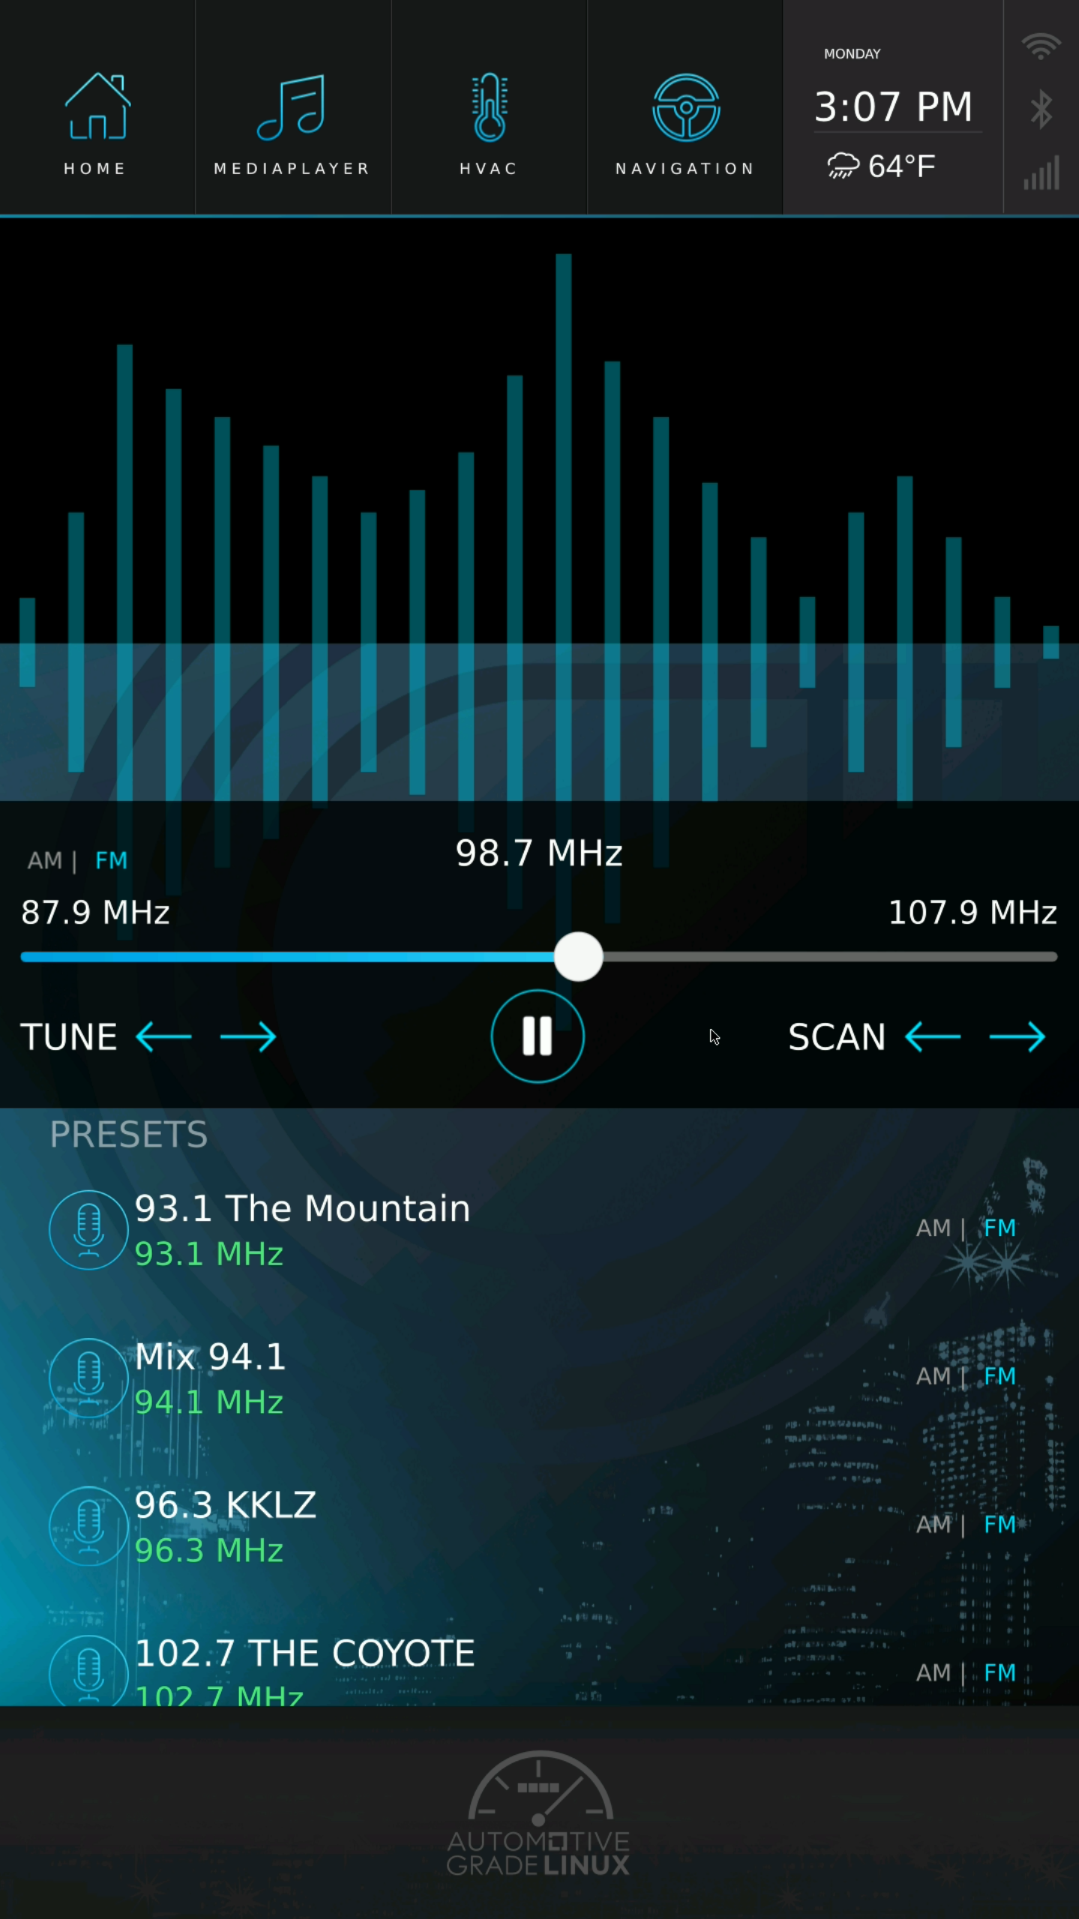 HOME
MEDIAPLAYER
HVAC
NAVIGATION
MONDAY
3:07 PM
64°F
98.7 MHz
AM | FM
87.9 MHz
107.9 MHz
TUNE
SCAN
PRESETS
93.1 The Mountain
93.1 MHz
AM | FM
Mix 94.1
94.1 MHz
AM | FM
96.3 KKLZ
96.3 MHz
AM | FM
102.7 THE COYOTE
102.7 MHz
AM | FM
AUTOMOTIVE
GRADE LINUX